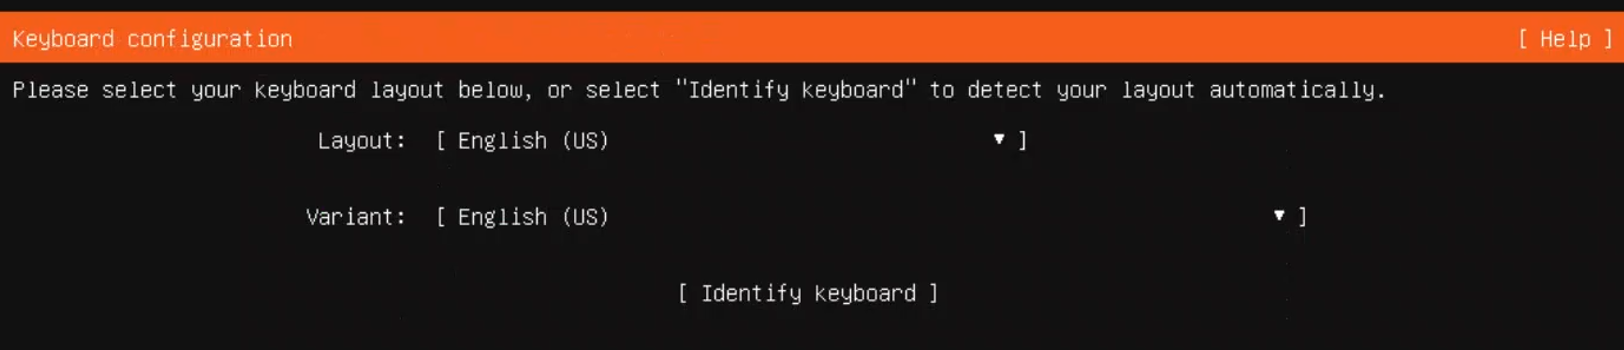 Keyboard configuration [ Help ]
Please select your keyboard layout below, or select "Identify keyboard" to detect your layout automatically.
Layout: [ English (US) ▼ ]
Variant: [ English (US) ▼ ]
[ Identify keyboard ]